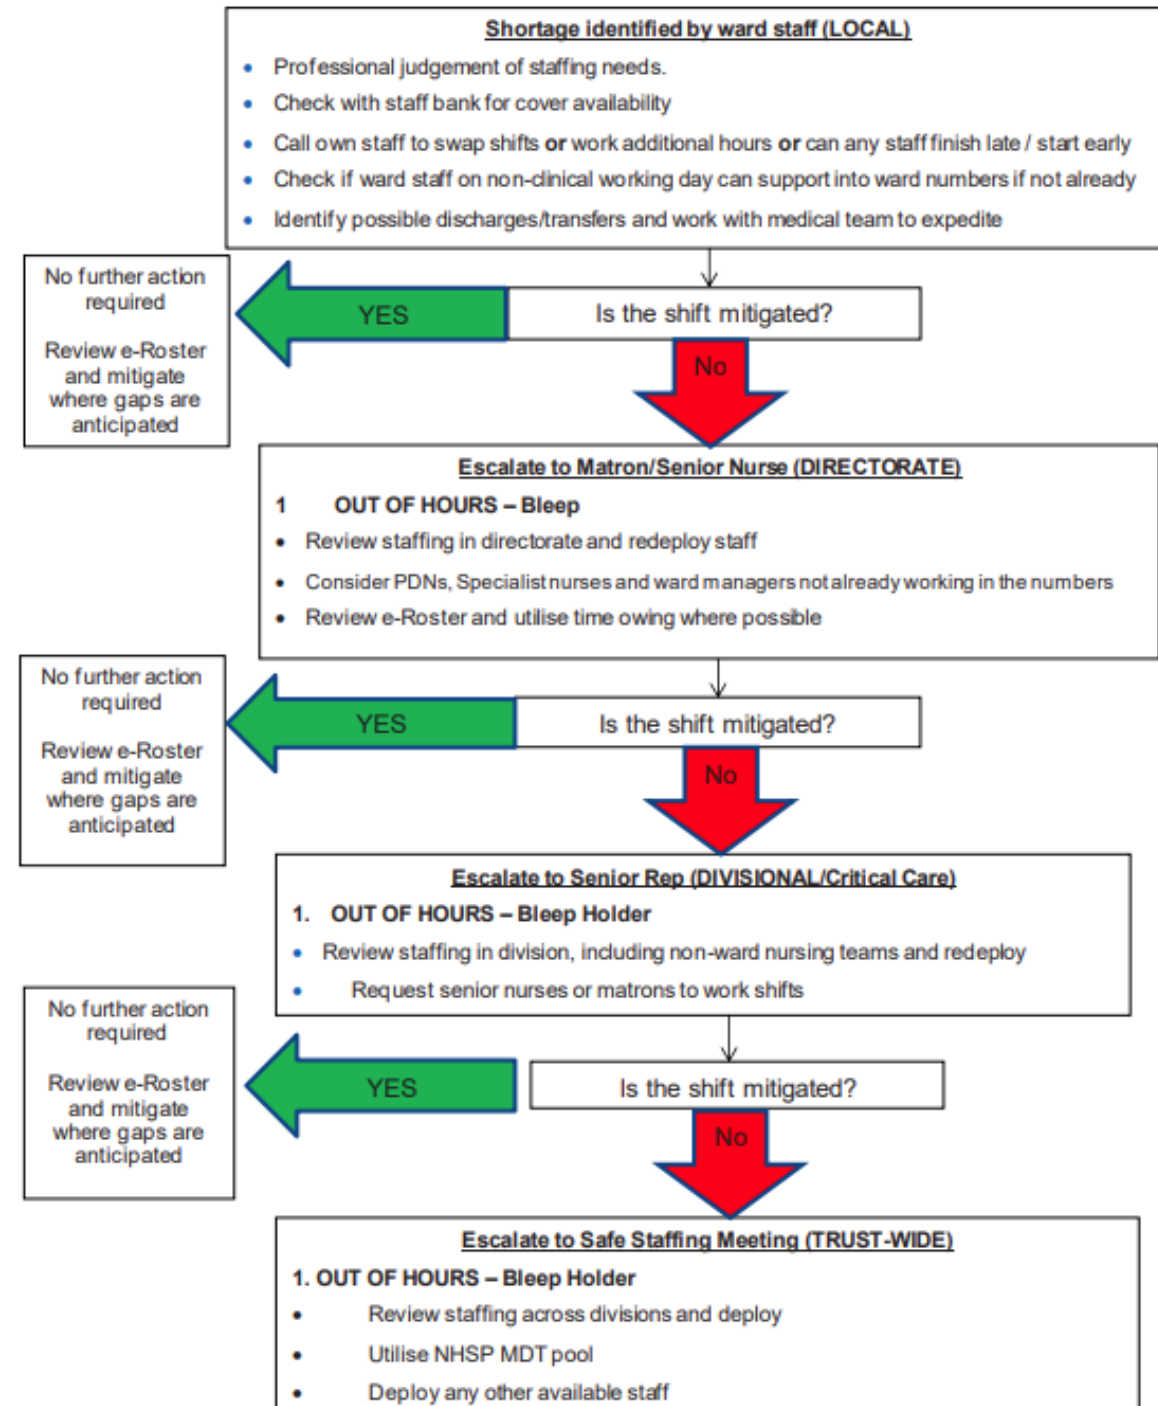 Shortage identified by ward staff (LOCAL)
• Professional judgement of staffing needs.
• Check with staff bank for cover availability
• Call own staff to swap shifts or work additional hours or can any staff finish late / start early
• Check if ward staff on non-clinical working day can support into ward numbers if not already
• Identify possible discharges/transfers and work with medical team to expedite
Is the shift mitigated?
YES
No further action
required
Review e-Roster
and mitigate
where gaps are
anticipated
No
Escalate to Matron/Senior Nurse (DIRECTORATE)
1 OUT OF HOURS – Bleep
• Review staffing in directorate and redeploy staff
• Consider PDNs, Specialist nurses and ward managers not already working in the numbers
• Review e-Roster and utilise time owing where possible
Is the shift mitigated?
YES
No further action
required
Review e-Roster
and mitigate
where gaps are
anticipated
No
Escalate to Senior Rep (DIVISIONAL/Critical Care)
1. OUT OF HOURS – Bleep Holder
• Review staffing in division, including non-ward nursing teams and redeploy
• Request senior nurses or matrons to work shifts
Is the shift mitigated?
YES
No further action
required
Review e-Roster
and mitigate
where gaps are
anticipated
No
Escalate to Safe Staffing Meeting (TRUST-WIDE)
1. OUT OF HOURS – Bleep Holder
• Review staffing across divisions and deploy
• Utilise NHSP MDT pool
• Deploy any other available staff